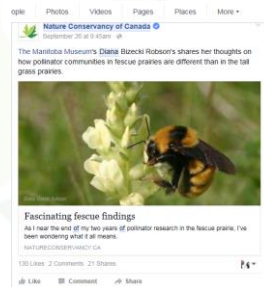 ople Photos Videos Pages Places More
Nature Conservancy of Canada
September 26 at 9:45am
The Manitoba Museum's Diana Bizecki Robson's shares her thoughts on
how pollinator communities in fescue prairies are different than in the tall
grass prairies.
Fascinating fescue findings
As I near the end of my two years of pollinator research in the fescue prairie, I've
been wondering what it all means.
NATURECONSERVANCY.CA
130 Likes 2 Comments 21 Shares
Like Comment Share